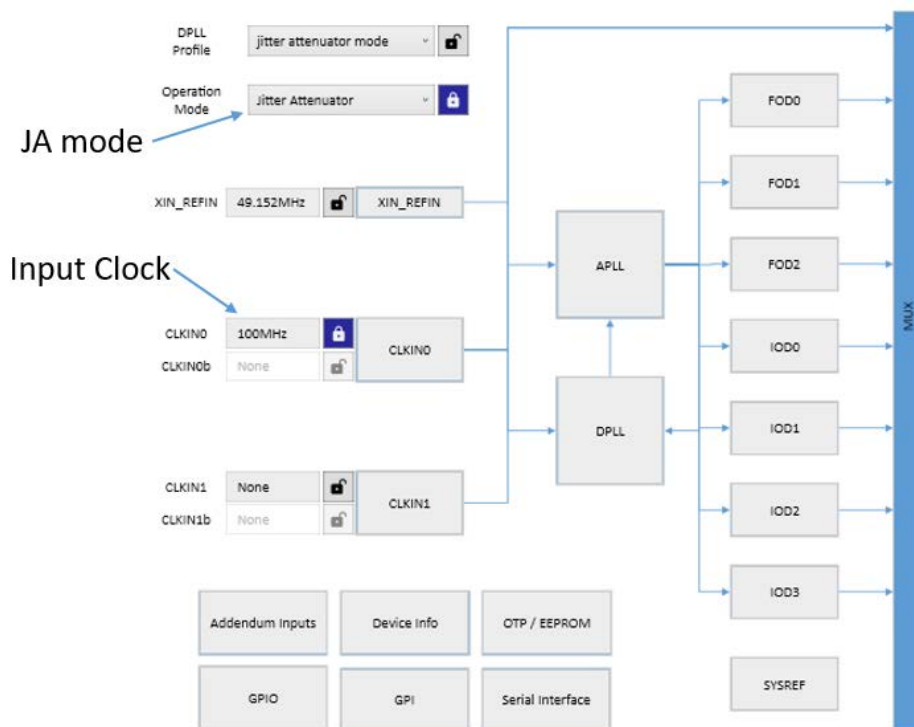 DPLL
Profile
jitter attenuator mode
Operation
Mode
Jitter Attenuator
JA mode
XIN_REFIN
49.152MHz
XIN_REFIN
Input Clock
CLKIN0
100MHz
CLKIN0
CLKIN0b
None
CLKIN1
None
CLKIN1
CLKIN1b
None
APLL
DPLL
FOD0
FOD1
FOD2
IOD0
IOD1
IOD2
IOD3
SYSREF
MUX
Addendum Inputs
Device Info
OTP / EEPROM
GPIO
GPI
Serial Interface